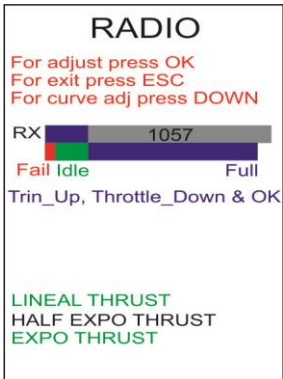 RADIO
For adjust press OK
For exit press ESC
For curve adj press DOWN
RX 1057
Fail Idle Full
Trin_Up, Throttle_Down & OK
LINEAL THRUST
HALF EXPO THRUST
EXPO THRUST